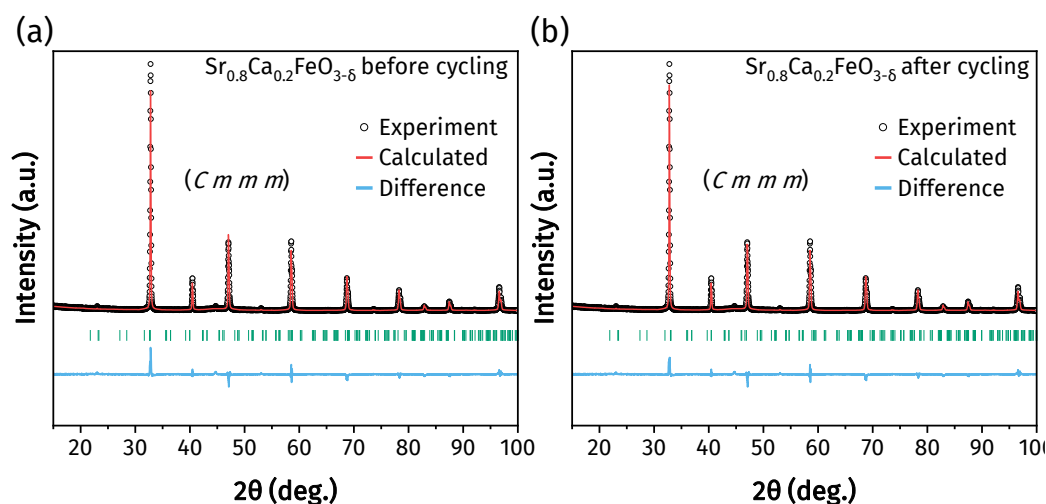 (a)
Sr0.8Ca0.2FeO3-δ before cycling
Experiment
Calculated
Difference
(C m m m)
Intensity (a.u.)
20 30 40 50 60 70 80 90 100
2θ (deg.)
(b)
Sr0.8Ca0.2FeO3-δ after cycling
Experiment
Calculated
Difference
(C m m m)
Intensity (a.u.)
20 30 40 50 60 70 80 90 100
2θ (deg.)